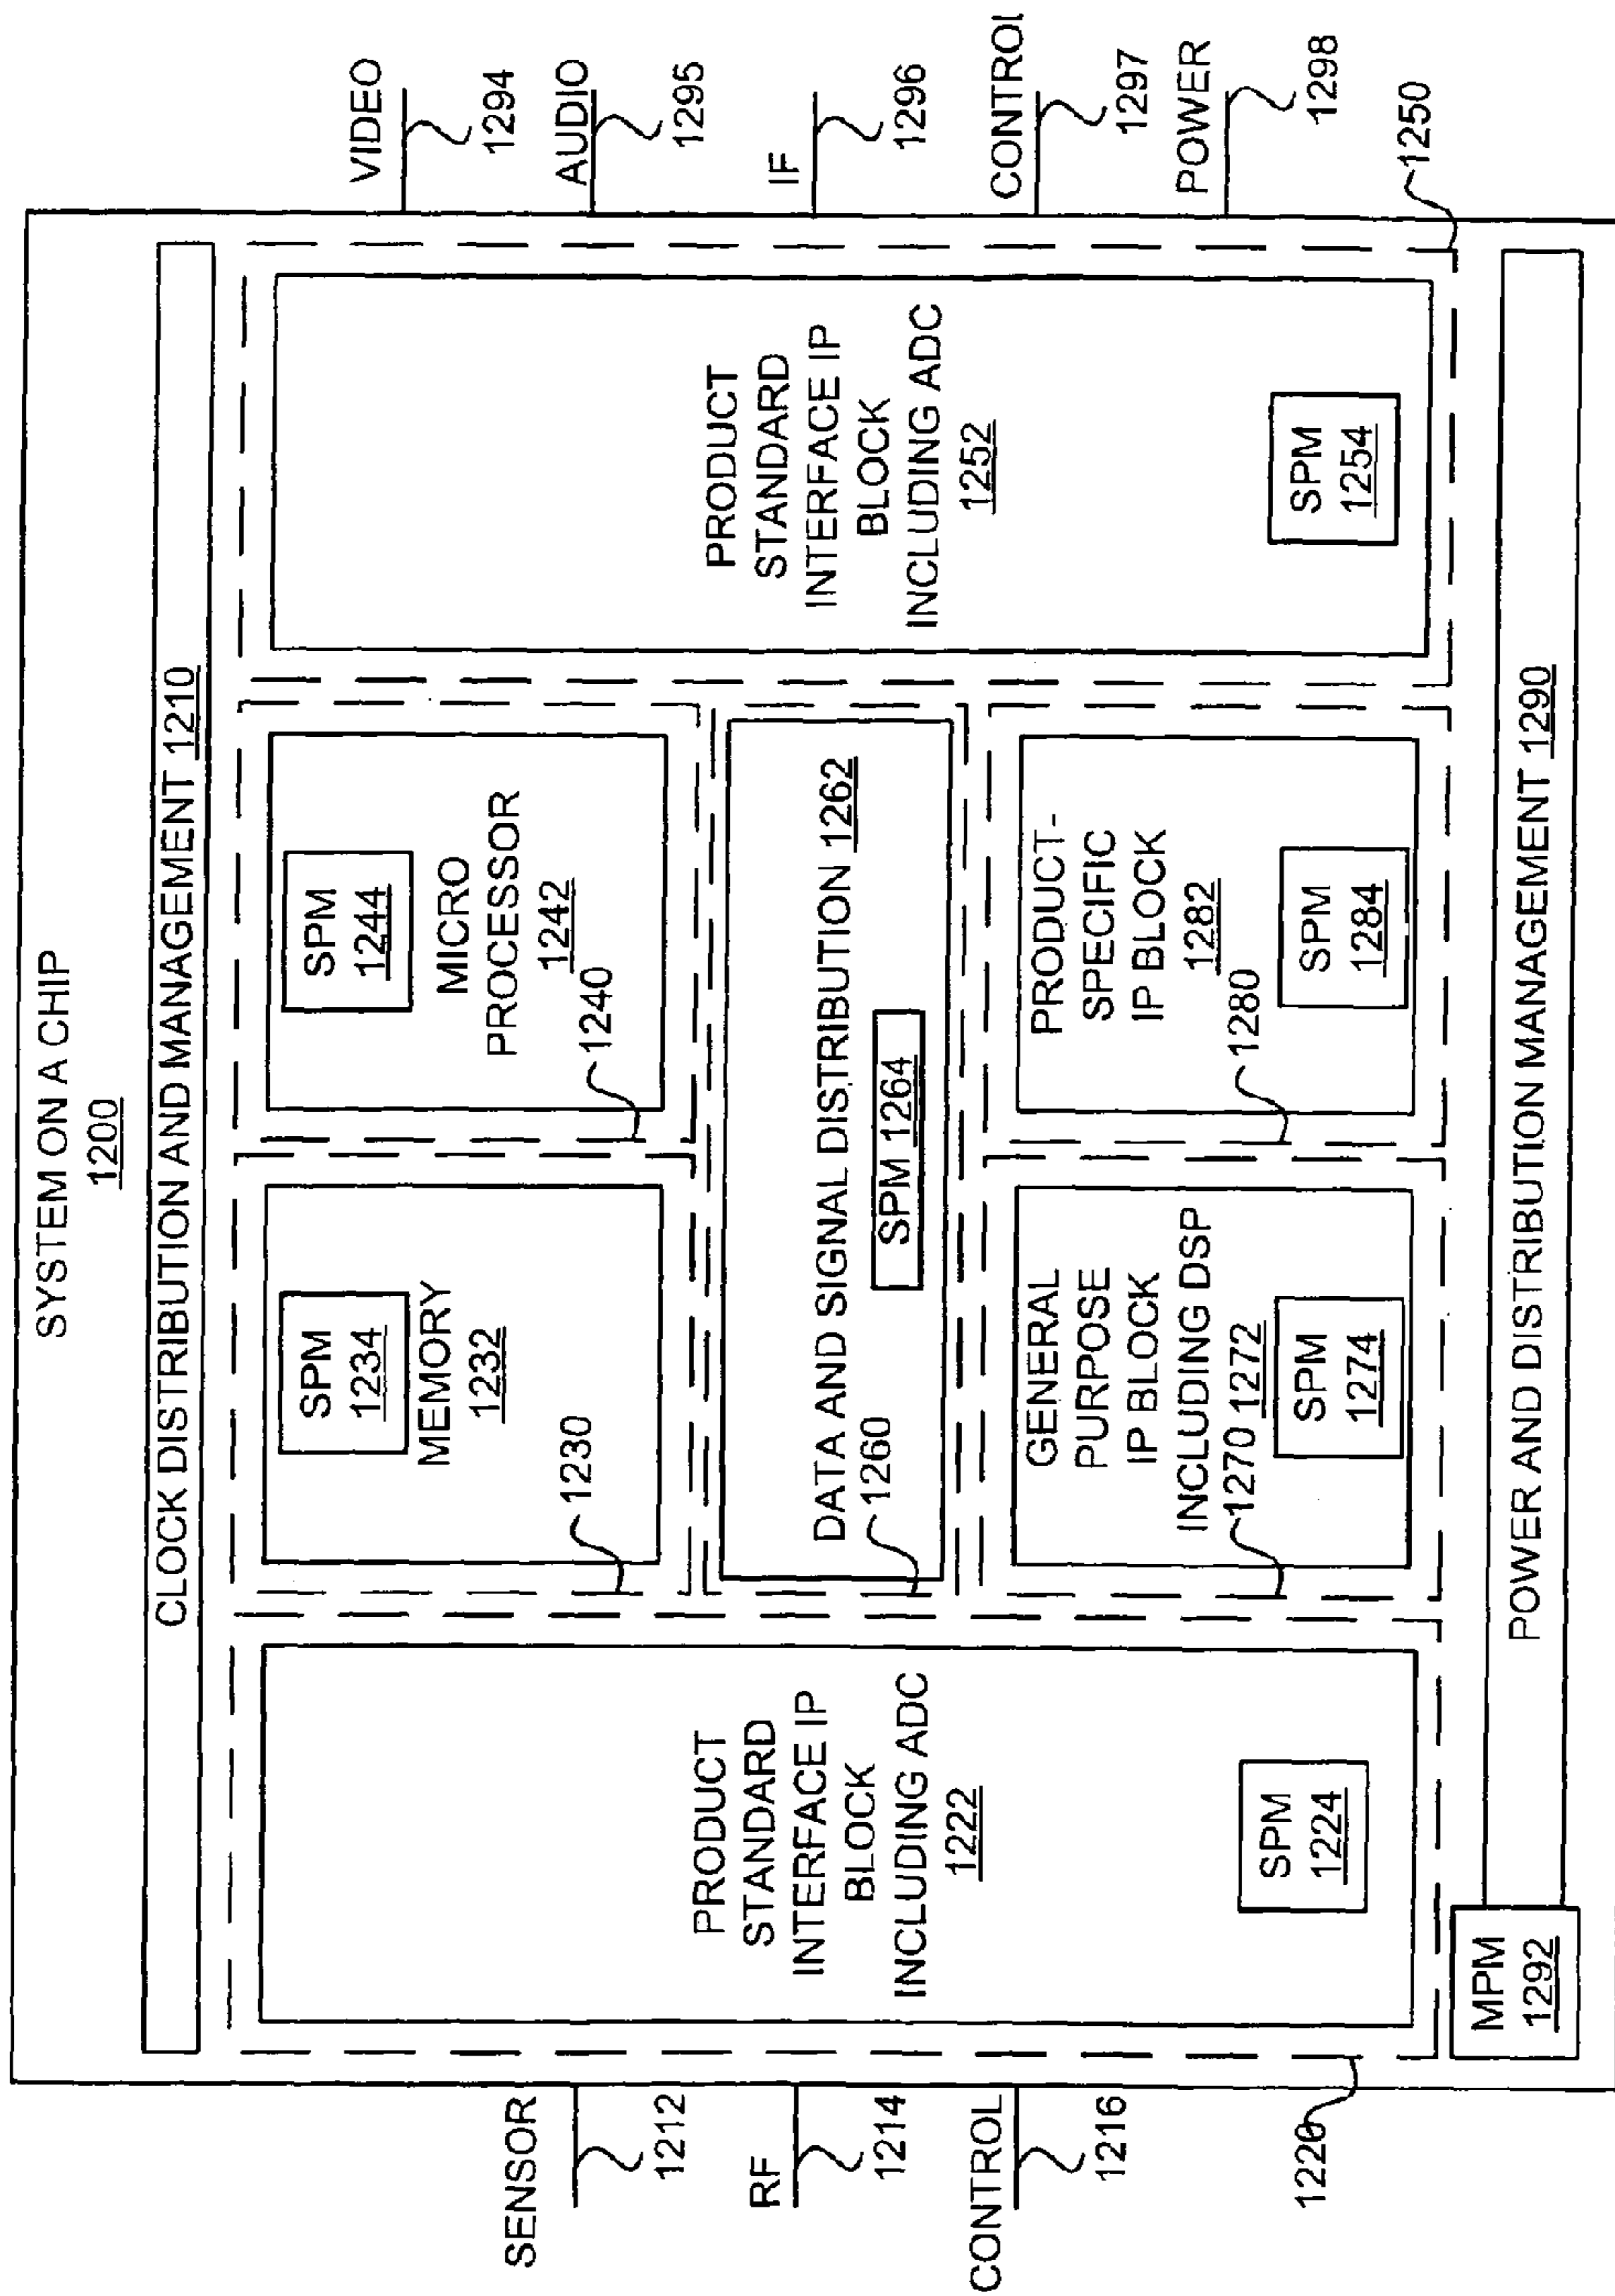 SYSTEM ON A CHIP
1200
CLOCK DISTRIBUTION AND MANAGEMENT 1210
SENSOR
1212
RF
1214
CONTROL
1216
1220
PRODUCT
STANDARD
INTERFACE IP
BLOCK
INCLUDING ADC
1222
SPM
1224
SPM
1234
MEMORY
1232
1230
SPM
1244
MICRO
PROCESSOR
1242
1240
DATA AND SIGNAL DISTRIBUTION 1262
SPM 1264
1260
GENERAL
PURPOSE
IP BLOCK
INCLUDING DSP
1270 1272
SPM
1274
PRODUCT-
SPECIFIC
IP BLOCK
1282
1280
SPM
1284
PRODUCT
STANDARD
INTERFACE IP
BLOCK
INCLUDING ADC
1252
SPM
1254
VIDEO
1294
AUDIO
1295
IF
1296
CONTROL
1297
POWER
1298
1250
MPM
1292
POWER AND DISTRIBUTION MANAGEMENT 1290